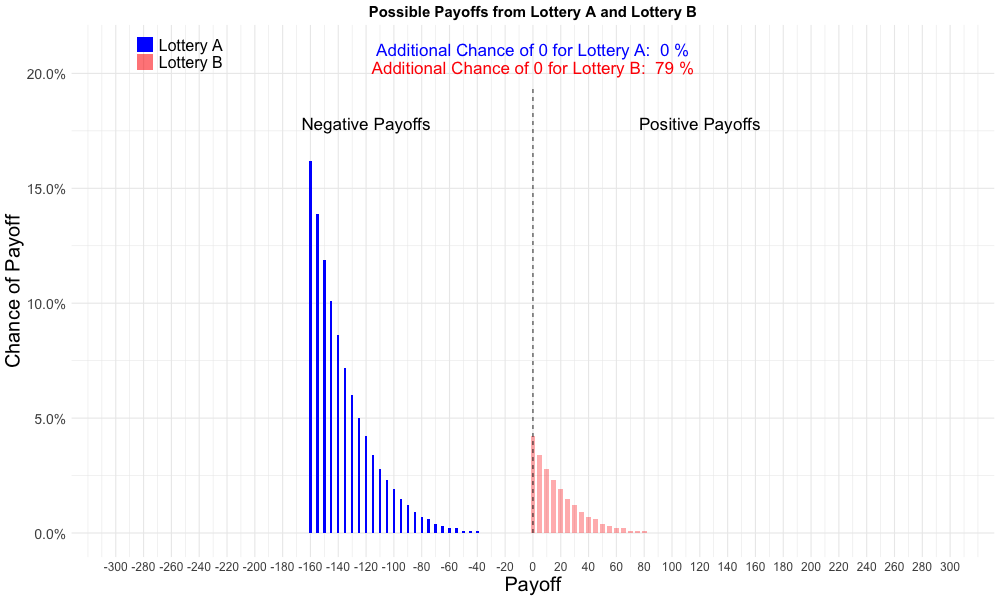 Possible Payoffs from Lottery A and Lottery B
Lottery A
Lottery B
Additional Chance of 0 for Lottery A:  0 %
Additional Chance of 0 for Lottery B:  79 %
Negative Payoffs
Positive Payoffs
Chance of Payoff
20.0%
15.0%
10.0%
5.0%
0.0%
-300 -280 -260 -240 -220 -200 -180 -160 -140 -120 -100 -80 -60 -40 -20 0 20 40 60 80 100 120 140 160 180 200 220 240 260 280 300
Payoff